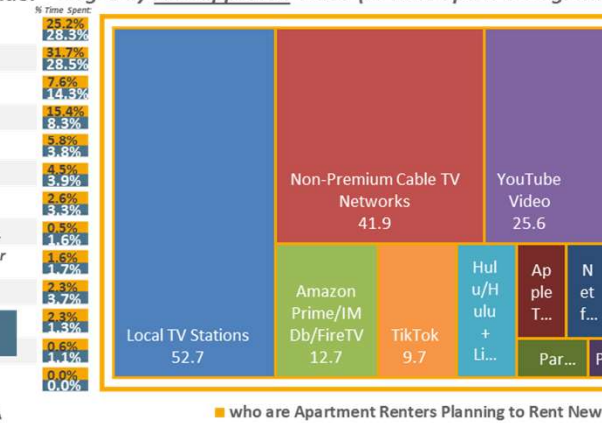 % Time Spent:
25.2%
28.3%
31.7%
28.5%
7.6%
14.3%
15.4%
8.3%
5.8%
3.8%
4.5%
3.9%
2.6%
3.3%
0.5%
1.6%
r
1.6%
1.7%
2.3%
3.7%
2.3%
1.3%
0.6%
1.1%
0.0%
0.0%
Local TV Stations
52.7
Non-Premium Cable TV
Networks
41.9
YouTube
Video
25.6
Amazon
Prime/IM
Db/FireTV
12.7
TikTok
9.7
Hul
u/H
ulu
+
Li...
Ap
ple
T...
N
et
f...
Par...
P
who are Apartment Renters Planning to Rent New